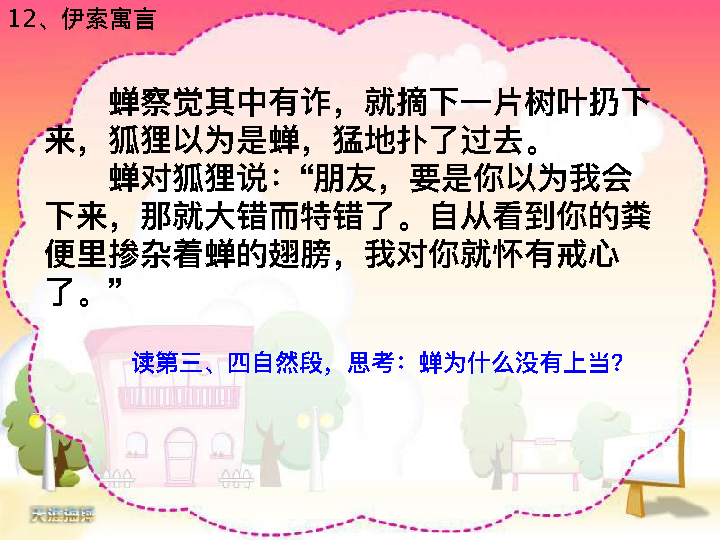 12、伊索寓言
蝉察觉其中有诈，就摘下一片树叶扔下
来，狐狸以为是蝉，猛地扑了过去。
蝉对狐狸说：“朋友，要是你以为我会
下来，那就大错而特错了。自从看到你的粪
便里掺杂着蝉的翅膀，我对你就怀有戒心
了。”
读第三、四自然段，思考：蝉为什么没有上当？